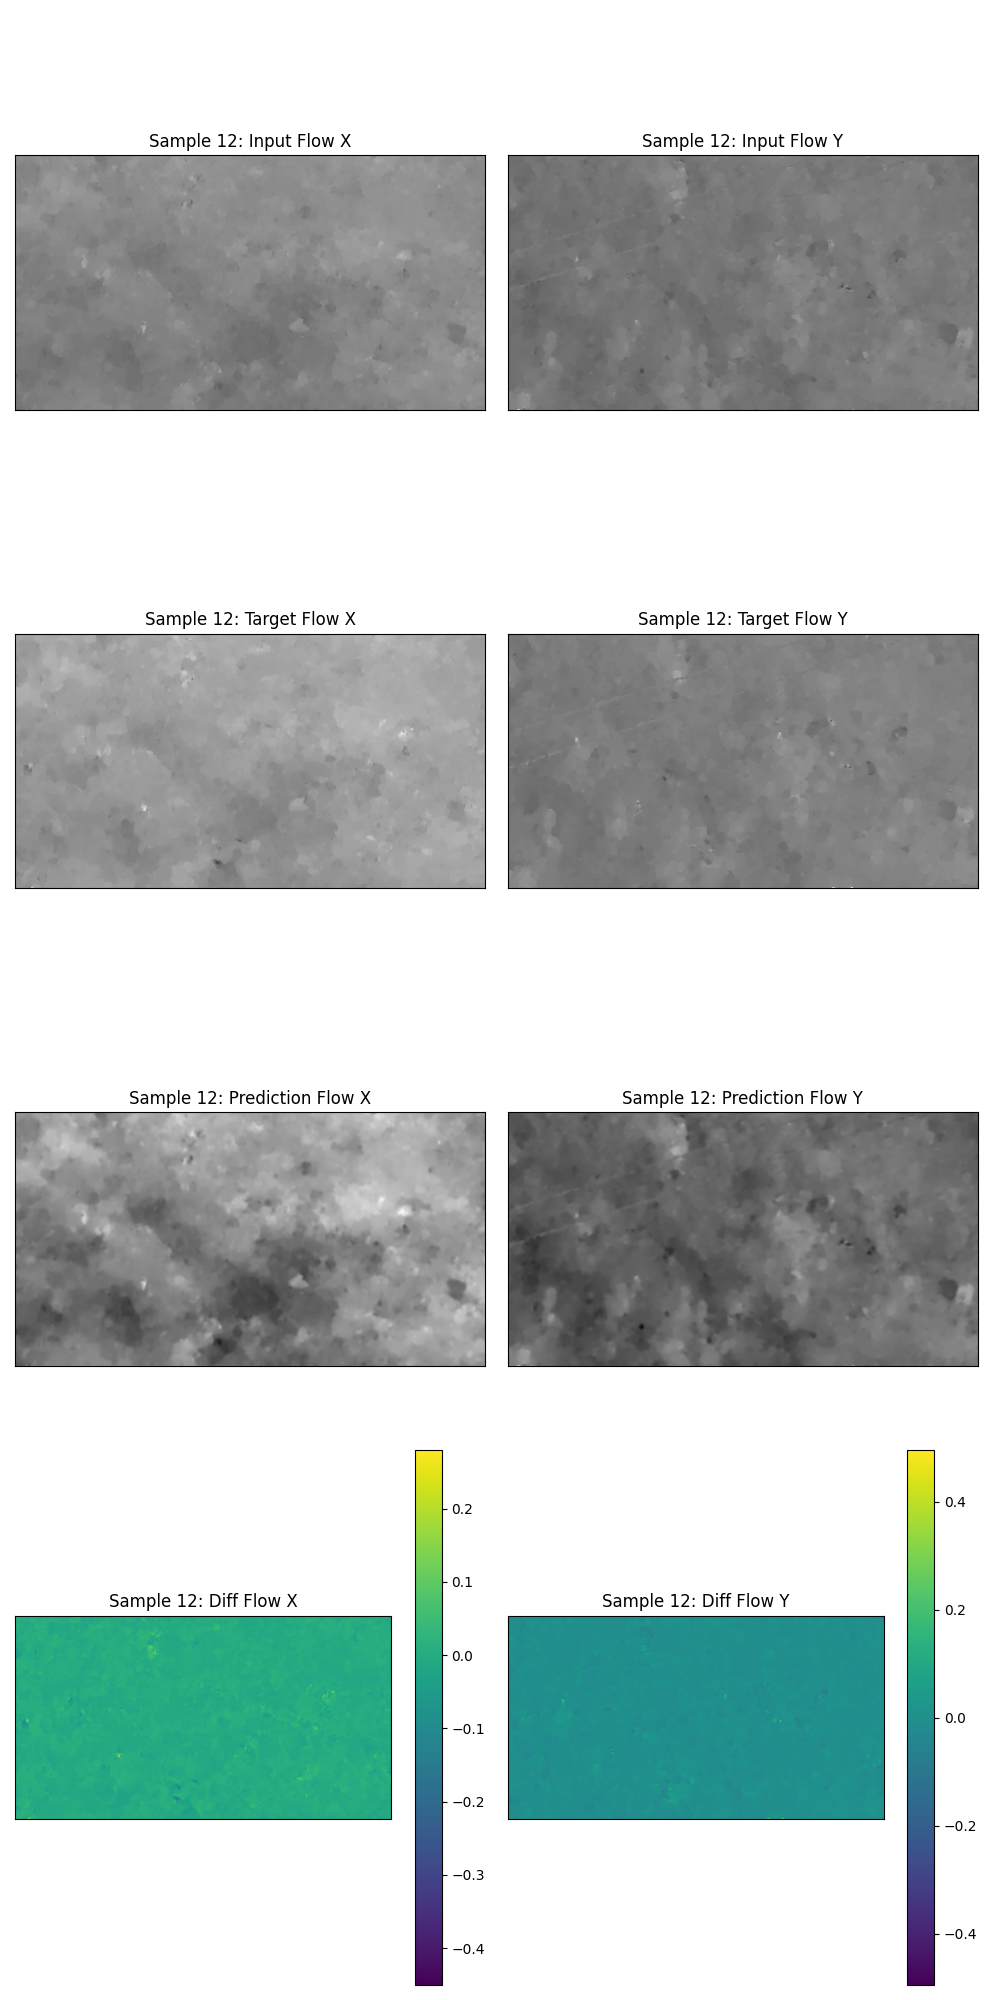 Sample 12: Input Flow X
Sample 12: Input Flow Y
Sample 12: Target Flow X
Sample 12: Target Flow Y
Sample 12: Prediction Flow X
Sample 12: Prediction Flow Y
Sample 12: Diff Flow X
0.2
0.1
0.0
−0.1
−0.2
−0.3
−0.4
Sample 12: Diff Flow Y
0.4
0.2
0.0
−0.2
−0.4